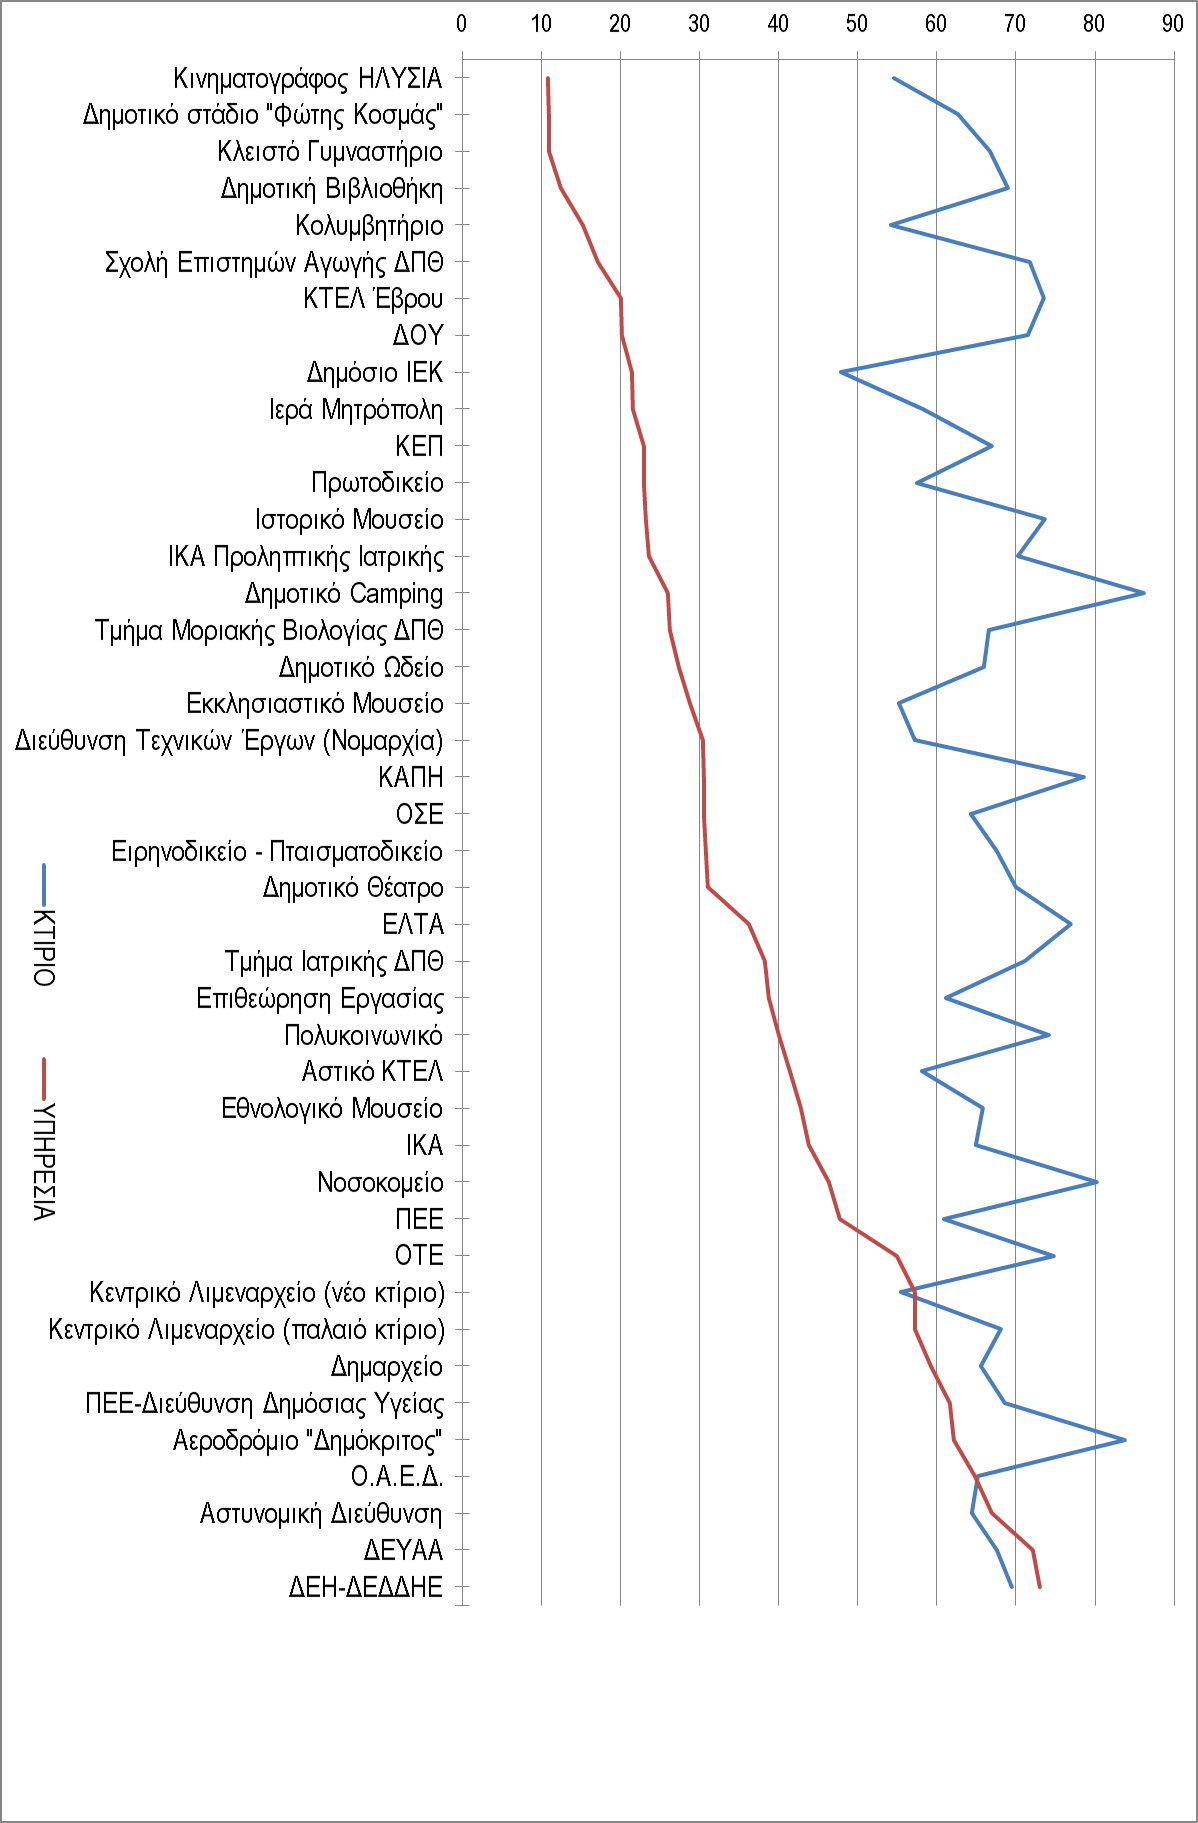 0 10 20 30 40 50 60 70 80 90
Κινηματογράφος ΗΛΥΣΙΑ
Δημοτικό στάδιο "Φώτης Κοσμάς"
Κλειστό Γυμναστήριο
Δημοτική Βιβλιοθήκη
Κολυμβητήριο
Σχολή Επιστημών Αγωγής ΔΠΘ
ΚΤΕΛ Έβρου
ΔΟΥ
Δημόσιο ΙΕΚ
Ιερά Μητρόπολη
ΚΕΠ
Πρωτοδικείο
Ιστορικό Μουσείο
ΙΚΑ Προληπτικής Ιατρικής
Δημοτικό Camping
Τμήμα Μοριακής Βιολογίας ΔΠΘ
Δημοτικό Ωδείο
Εκκλησιαστικό Μουσείο
Διεύθυνση Τεχνικών Έργων (Νομαρχία)
ΚΑΠΗ
ΟΣΕ
Ειρηνοδικείο - Πταισματοδικείο
Δημοτικό Θέατρο
ΕΛΤΑ
Τμήμα Ιατρικής ΔΠΘ
Επιθεώρηση Εργασίας
Πολυκοινωνικό
Αστικό ΚΤΕΛ
Εθνολογικό Μουσείο
ΙΚΑ
Νοσοκομείο
ΠΕΕ
ΟΤΕ
Κεντρικό Λιμεναρχείο (νέο κτίριο)
Κεντρικό Λιμεναρχείο (παλαιό κτίριο)
Δημαρχείο
ΠΕΕ-Διεύθυνση Δημόσιας Υγείας
Αεροδρόμιο "Δημόκριτος"
Ο.Α.Ε.Δ.
Αστυνομική Διεύθυνση
ΔΕΥΑΑ
ΔΕΗ-ΔΕΔΔΗΕ
ΚΤΙΡΙΟ
ΥΠΗΡΕΣΙΑ